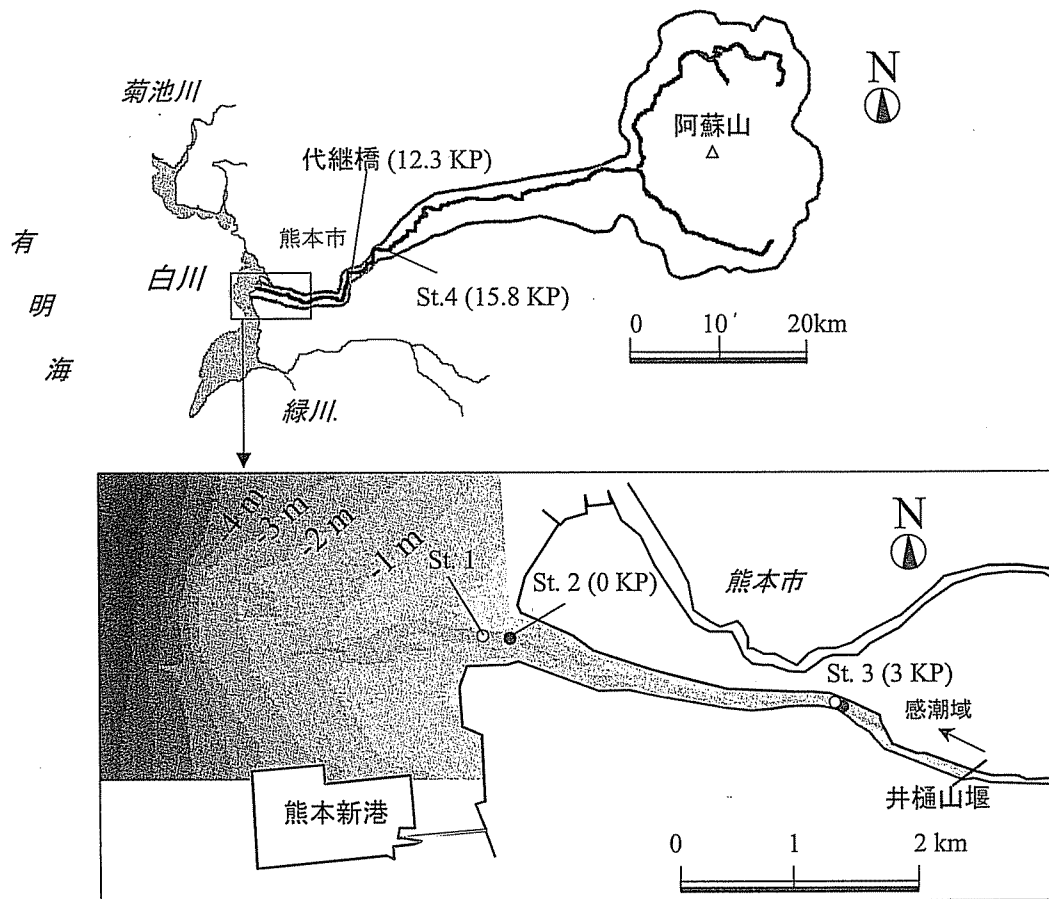 菊池川
N
阿蘇山
代継橋 (12.3 KP)
有
明
海
熊本市
白川
St.4 (15.8 KP)
0 10 20km
緑川.
-4 m
-3 m
-2 m
-1 m
St. 1
St. 2 (0 KP)
N
熊本市
St. 3 (3 KP)
感潮域
井樋山堰
熊本新港
0 1 2 km